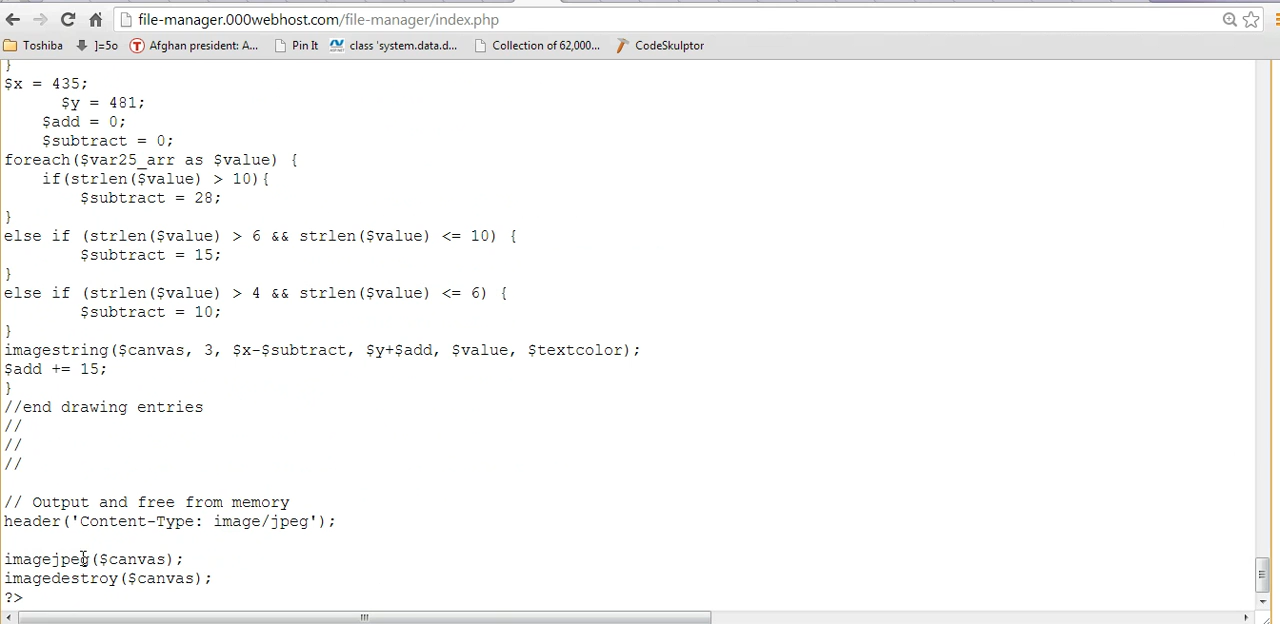 file-manager.000webhost.com/file-manager/index.php
Toshiba ]=5o Afghan president: A... Pin It class 'system.data.d... Collection of 62,000... CodeSkulptor
}
$x = 435;
$y = 481;
$add = 0;
$subtract = 0;
foreach($var25_arr as $value) {
if(strlen($value) > 10){
$subtract = 28;
}
else if (strlen($value) > 6 && strlen($value) <= 10) {
$subtract = 15;
}
else if (strlen($value) > 4 && strlen($value) <= 6) {
$subtract = 10;
}
imagestring($canvas, 3, $x-$subtract, $y+$add, $value, $textcolor);
$add += 15;
}
//end drawing entries
//
//
//
// Output and free from memory
header('Content-Type: image/jpeg');
imagejpeg($canvas);
imagedestroy($canvas);
?>